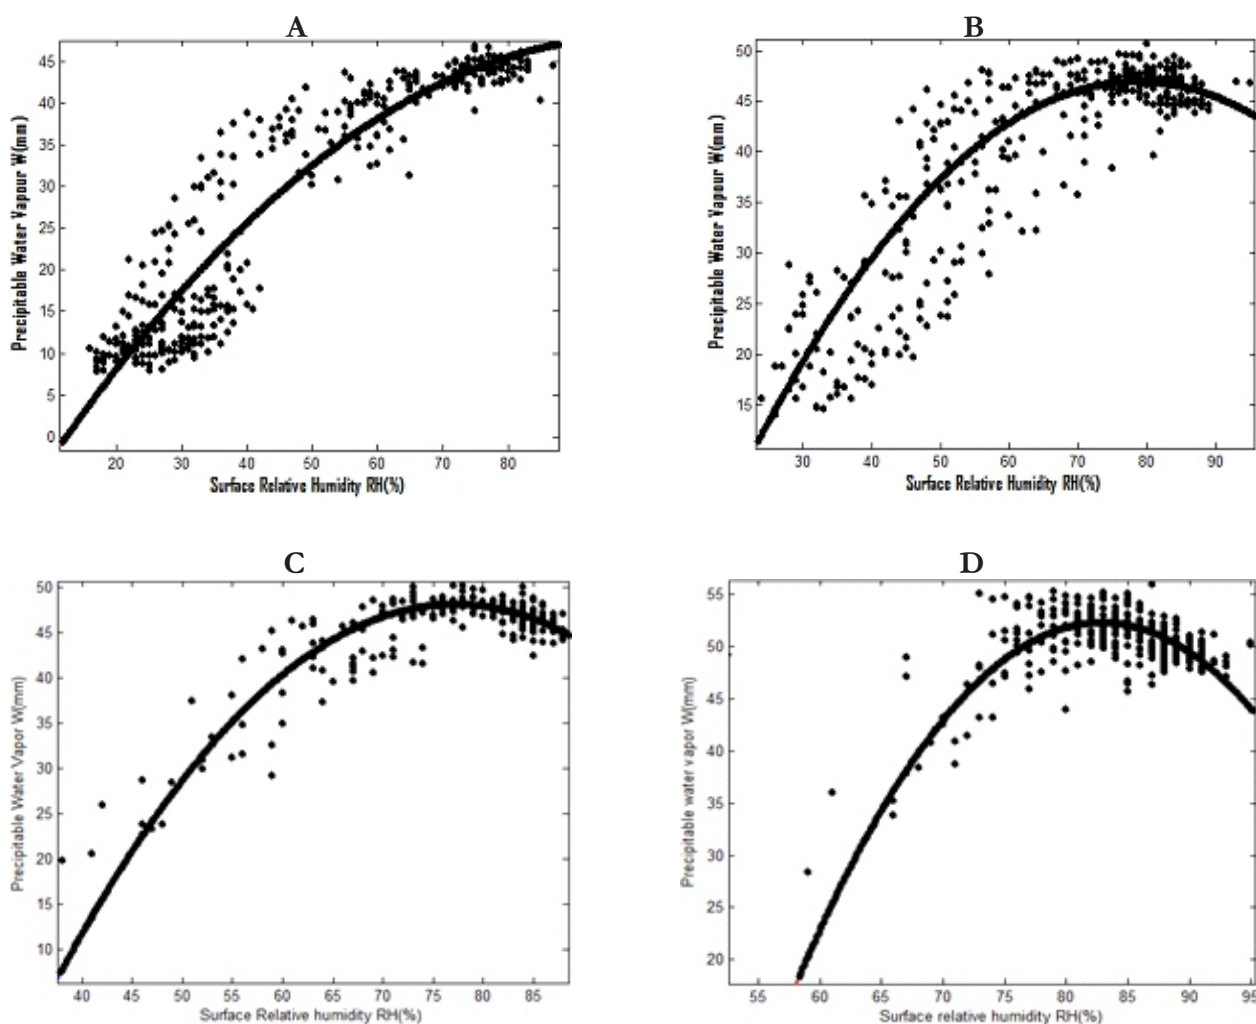 A
45
40
35
30
25
20
15
10
5
0
Precipitable Water Vapour W(mm)
20 30 40 50 60 70 80
Surface Relative Humidity RH(%)
B
50
45
40
35
30
25
20
15
Precipitable Water Vapour W(mm)
30 40 50 60 70 80 90
Surface Relative Humidity RH(%)
C
50
45
40
35
30
25
20
15
10
Precipitable Water Vapor W(mm)
40 45 50 55 60 65 70 75 80 85
Surface Relative humidity RH(%)
D
55
50
45
40
35
30
25
20
Precipitable water vapor W(mm)
55 60 65 70 75 80 85 90 95
Surface relative humidity RH(%)